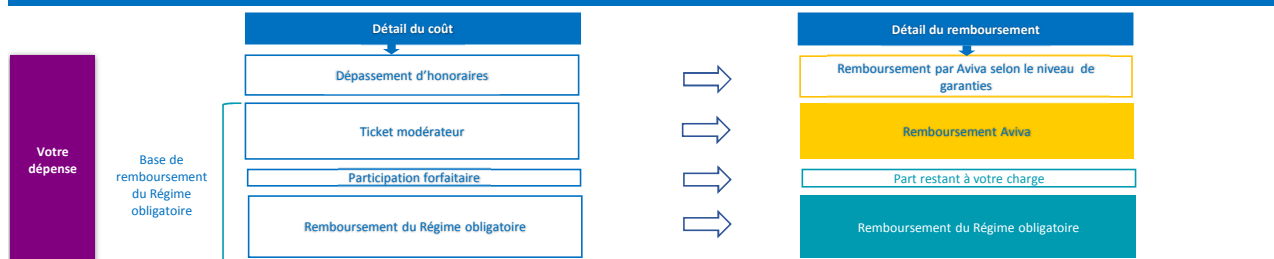 Détail du coût
Détail du remboursement
Dépassement d'honoraires
Remboursement par Aviva selon le niveau de
garanties
Votre
dépense
Base de
remboursement
du Régime
obligatoire
Ticket modérateur
Remboursement Aviva
Participation forfaitaire
Part restant à votre charge
Remboursement du Régime obligatoire
Remboursement du Régime obligatoire